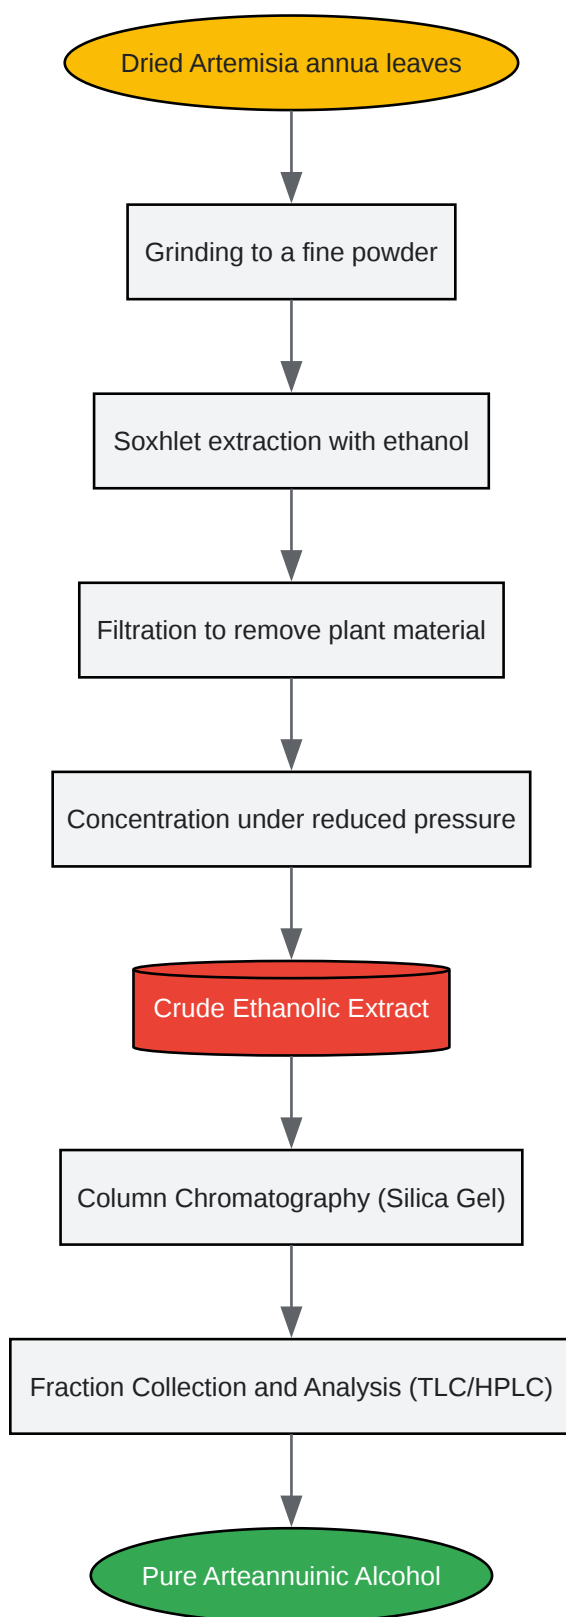 Dried Artemisia annua leaves
Grinding to a fine powder
Soxhlet extraction with ethanol
Filtration to remove plant material
Concentration under reduced pressure
Crude Ethanolic Extract
Column Chromatography (Silica Gel)
Fraction Collection and Analysis (TLC/HPLC)
Pure Arteannuinic Alcohol